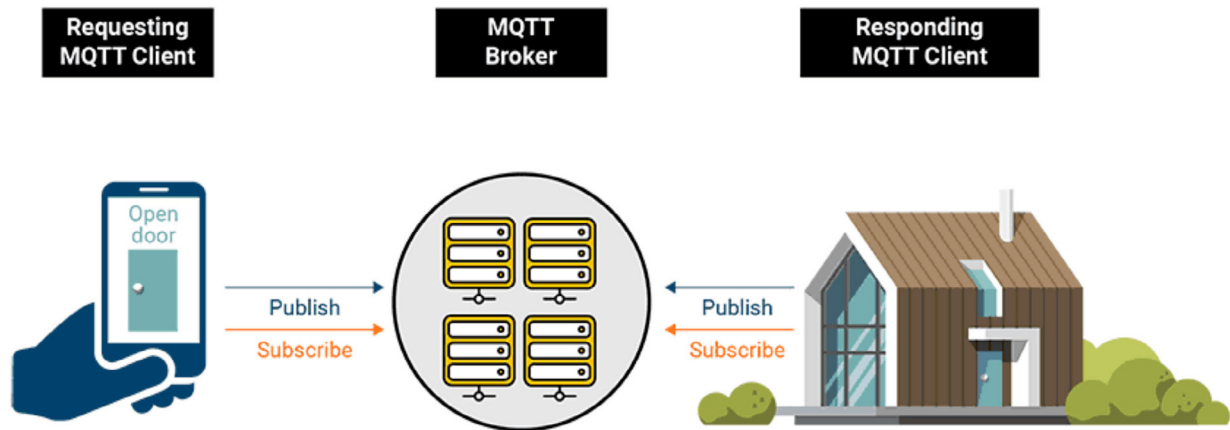 Requesting
MQTT Client
MQTT
Broker
Responding
MQTT Client
Open
door
Publish
Subscribe
Publish
Subscribe